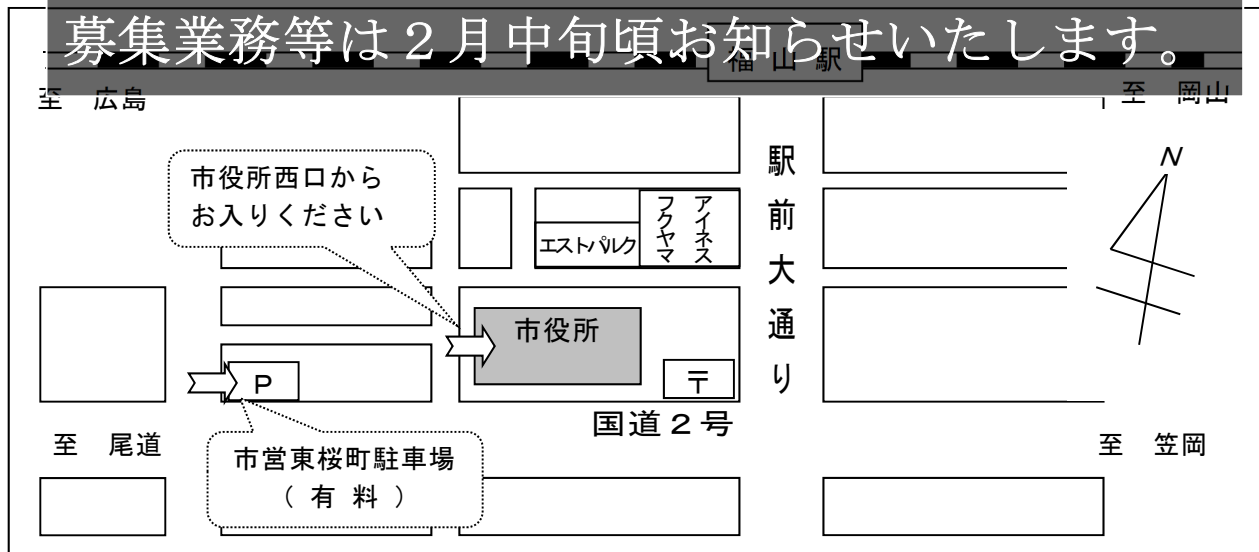 募集業務等は２月中旬頃お知らせいたします。
福山駅
至　広島
至　岡山
市役所西口から
お入りください
駅前大通り
N
エストパルク
アイネス
フクヤマ
市役所
P
〒
国道２号
至　尾道
市営東桜町駐車場
（ 有 料 ）
至　笠岡